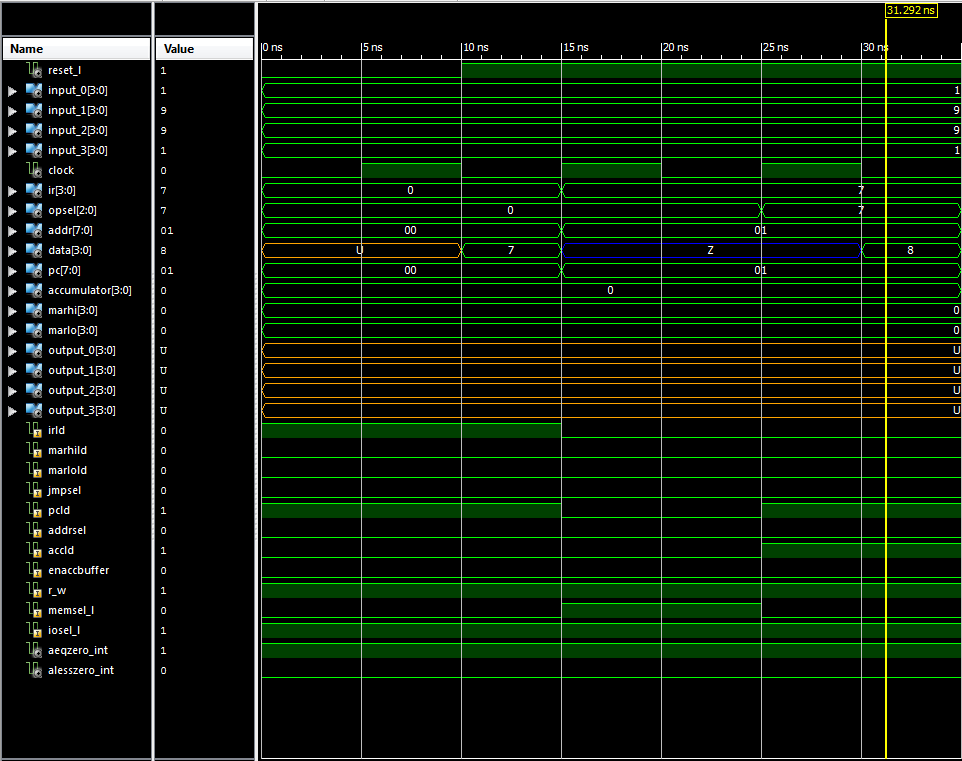 31.292 ns
Name Value 0 ns 5 ns 10 ns 15 ns 20 ns 25 ns 30 ns
reset_l 1
input_0[3:0] 1 1
input_1[3:0] 9 9
input_2[3:0] 9 9
input_3[3:0] 1 1
clock 0
ir[3:0] 7 0 7
opsel[2:0] 7 0 7
addr[7:0] 01 00 01
data[3:0] 8 U 7 Z 8
pc[7:0] 01 00 01
accumulator[3:0] 0 0
marhi[3:0] 0 0
marlo[3:0] 0 0
output_0[3:0] U U
output_1[3:0] U U
output_2[3:0] U U
output_3[3:0] U U
irld 0
marhild 0
marlold 0
jmpsel 0
pcld 1
addrsel 0
accld 1
enaccbuffer 0
r_w 1
memsel_l 0
iosel_l 1
aeqzero_int 1
alesszero_int 0